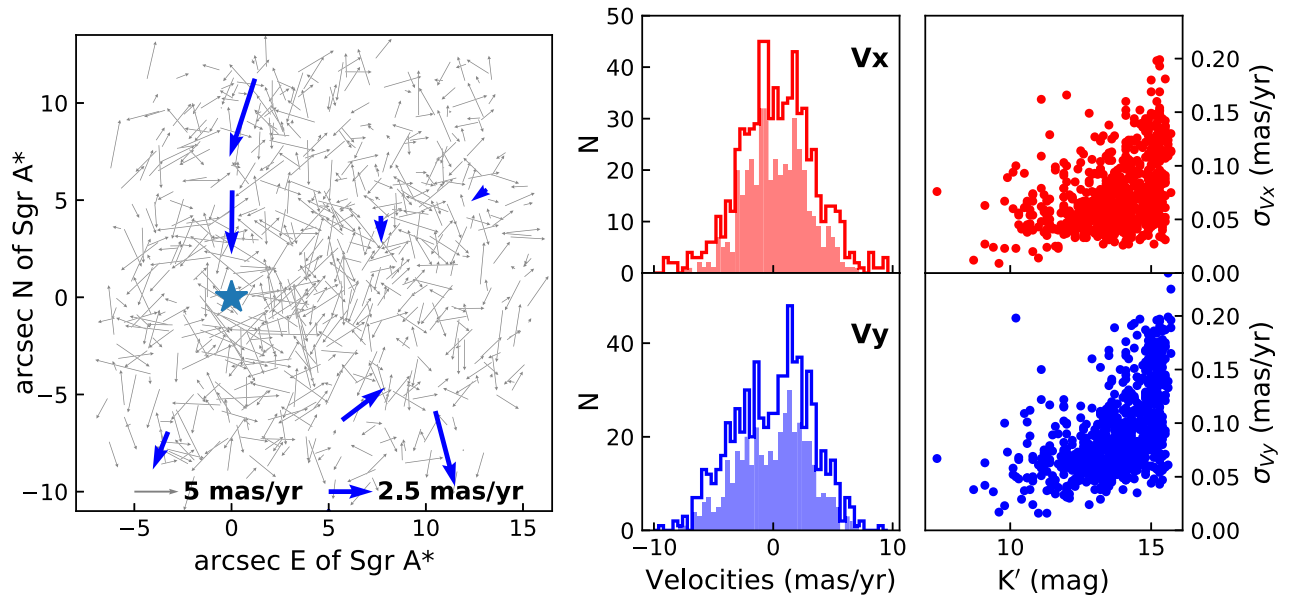 10
5
0
−5
−10
arcsec N of Sgr A*
−5
0
5
10
15
arcsec E of Sgr A*
5 mas/yr
2.5 mas/yr
50
40
30
20
10
0
N
Vx
40
20
0
N
Vy
−10
0
10
Velocities (mas/yr)
0.20
0.15
0.10
0.05
0.00
σVx (mas/yr)
0.20
0.15
0.10
0.05
0.00
σVy (mas/yr)
10
15
K′ (mag)